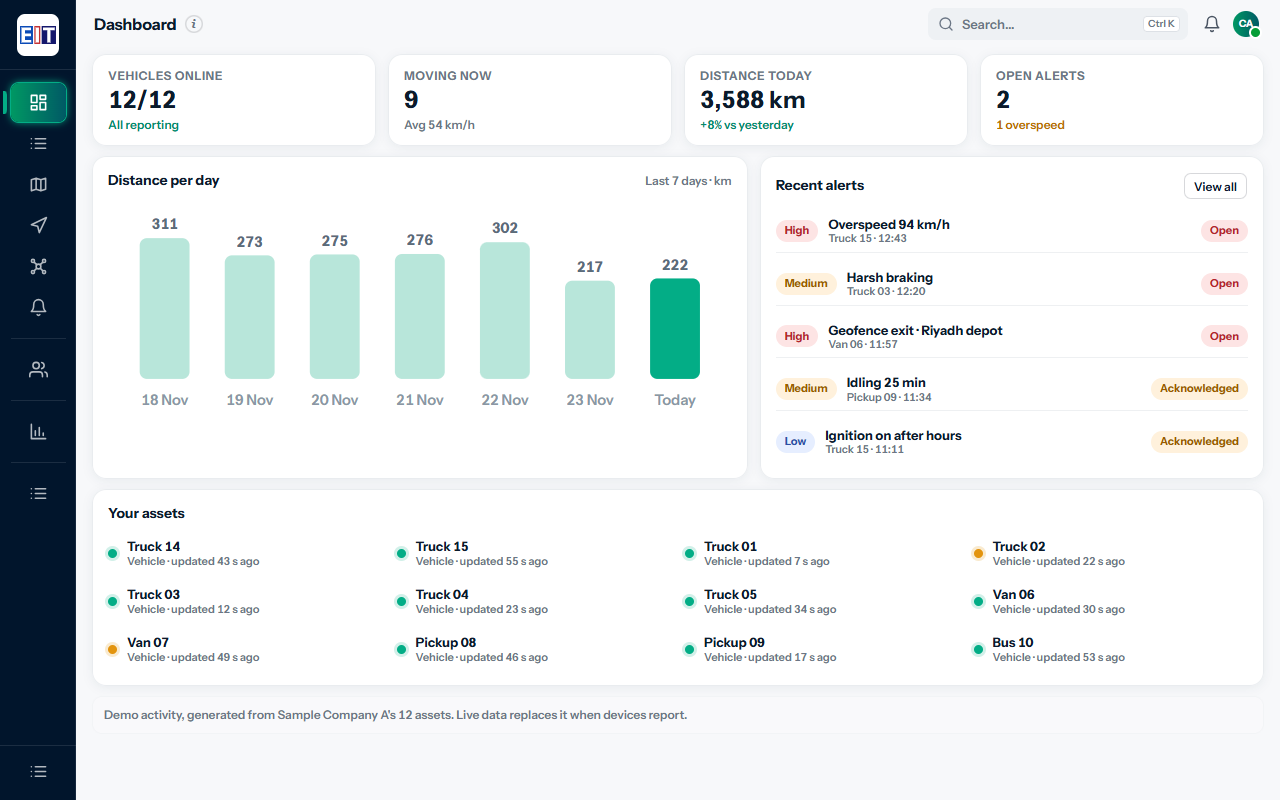 EIT
Dashboard
i
Search...
Ctrl K
CA
VEHICLES ONLINE
12/12
All reporting
MOVING NOW
9
Avg 54 km/h
DISTANCE TODAY
3,588 km
+8% vs yesterday
OPEN ALERTS
2
1 overspeed
Distance per day
Last 7 days · km
311
273
275
276
302
217
222
18 Nov
19 Nov
20 Nov
21 Nov
22 Nov
23 Nov
Today
Recent alerts
View all
High
Overspeed 94 km/h
Truck 15 · 12:43
Open
Medium
Harsh braking
Truck 03 · 12:20
Open
High
Geofence exit · Riyadh depot
Van 06 · 11:57
Open
Medium
Idling 25 min
Pickup 09 · 11:34
Acknowledged
Low
Ignition on after hours
Truck 15 · 11:11
Acknowledged
Your assets
Truck 14
Vehicle · updated 43 s ago
Truck 15
Vehicle · updated 55 s ago
Truck 01
Vehicle · updated 7 s ago
Truck 02
Vehicle · updated 22 s ago
Truck 03
Vehicle · updated 12 s ago
Truck 04
Vehicle · updated 23 s ago
Truck 05
Vehicle · updated 34 s ago
Van 06
Vehicle · updated 30 s ago
Van 07
Vehicle · updated 49 s ago
Pickup 08
Vehicle · updated 46 s ago
Pickup 09
Vehicle · updated 17 s ago
Bus 10
Vehicle · updated 53 s ago
Demo activity, generated from Sample Company A's 12 assets. Live data replaces it when devices report.